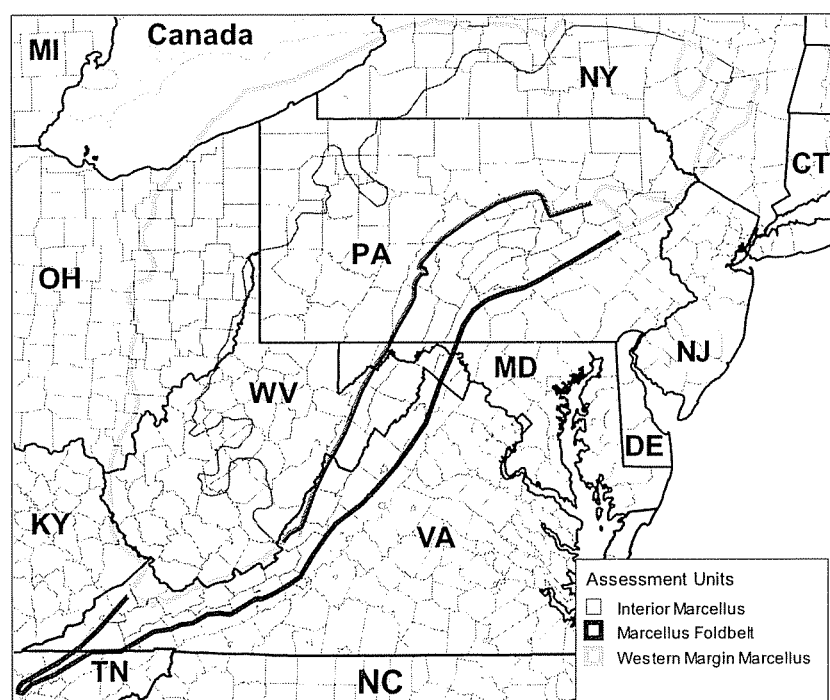 MI
Canada
NY
CT
PA
OH
NJ
MD
WV
DE
KY
VA
TN
NC
Assessment Units
Interior Marcellus
Marcellus Foldbelt
Western Margin Marcellus